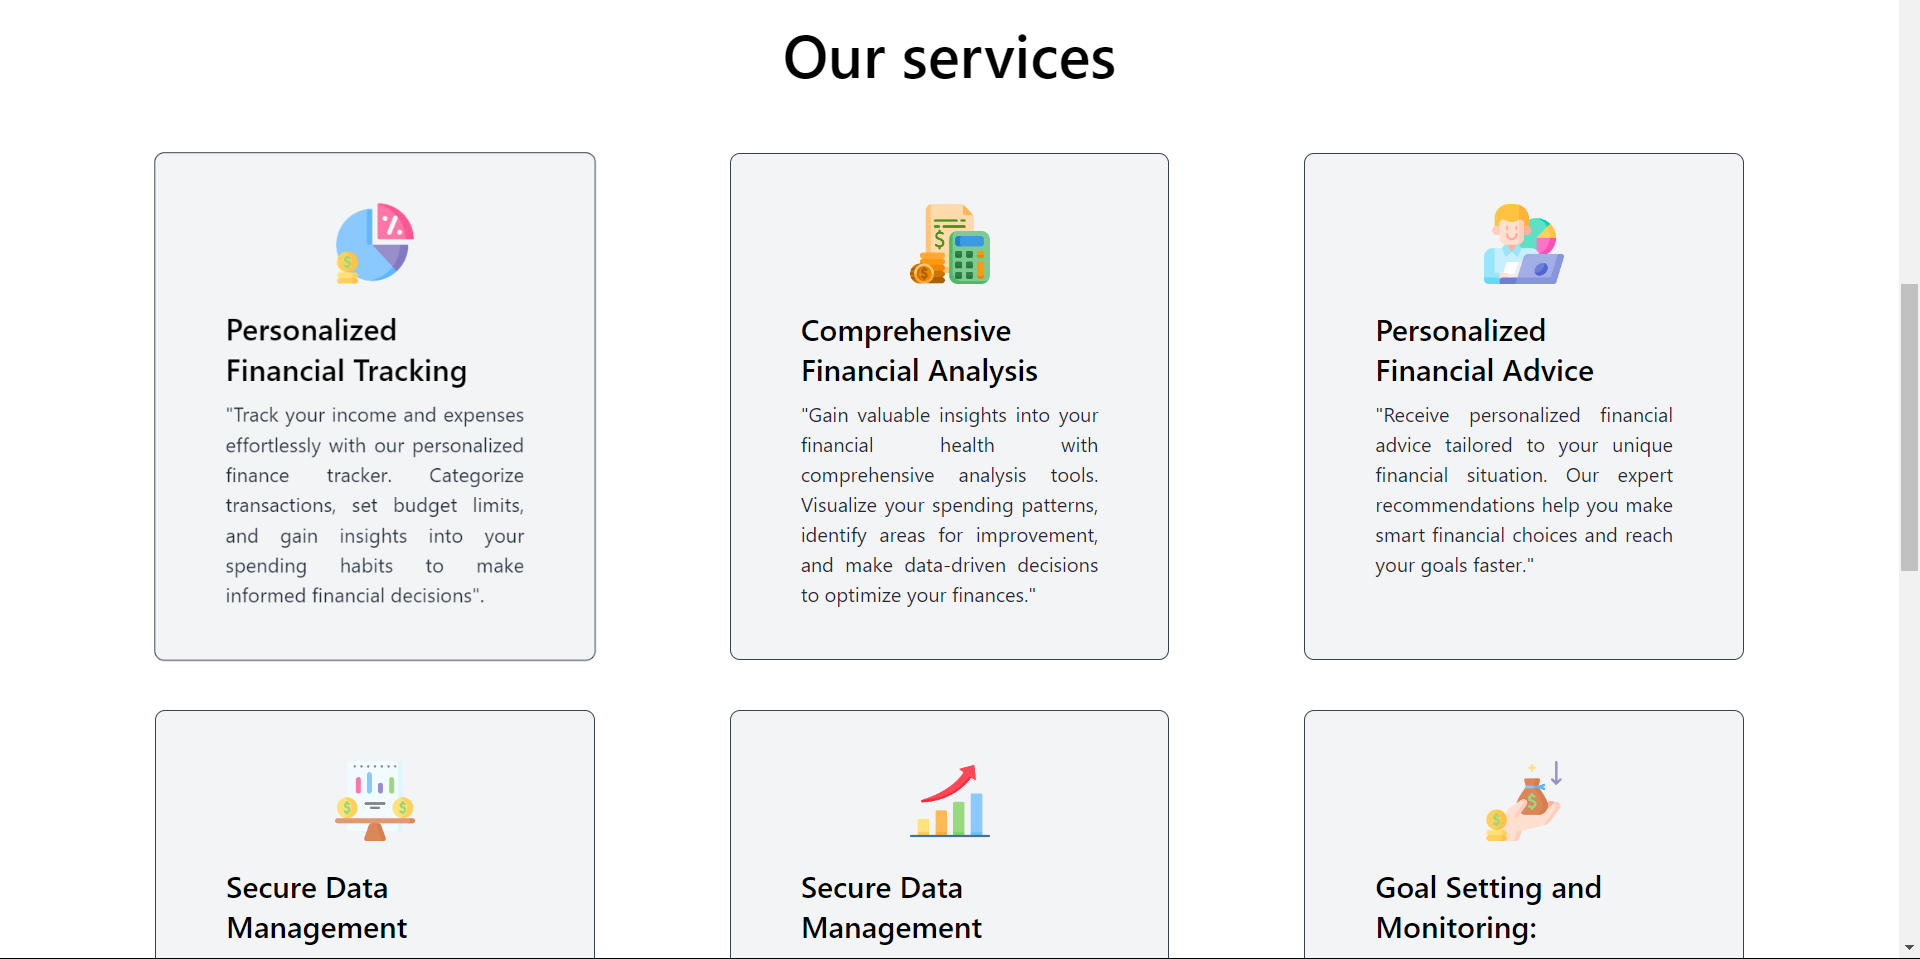 Our services
Personalized
Financial Tracking
"Track your income and expenses
effortlessly with our personalized
finance tracker. Categorize
transactions, set budget limits,
and gain insights into your
spending habits to make
informed financial decisions".
Comprehensive
Financial Analysis
"Gain valuable insights into your
financial health with
comprehensive analysis tools.
Visualize your spending patterns,
identify areas for improvement,
and make data-driven decisions
to optimize your finances."
Personalized
Financial Advice
"Receive personalized financial
advice tailored to your unique
financial situation. Our expert
recommendations help you make
smart financial choices and reach
your goals faster."
Secure Data
Management
Secure Data
Management
Goal Setting and
Monitoring: